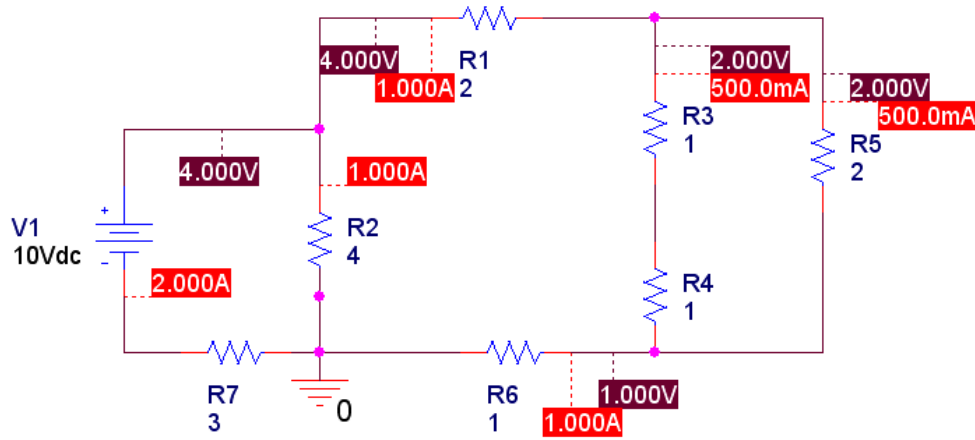 4.000V
1.000A
R1
2
2.000V
500.0mA
2.000V
500.0mA
R3
1
R5
2
4.000V
1.000A
+
V1
10Vdc
-
R2
4
2.000A
R4
1
R7
3
0
R6
1
1.000V
1.000A